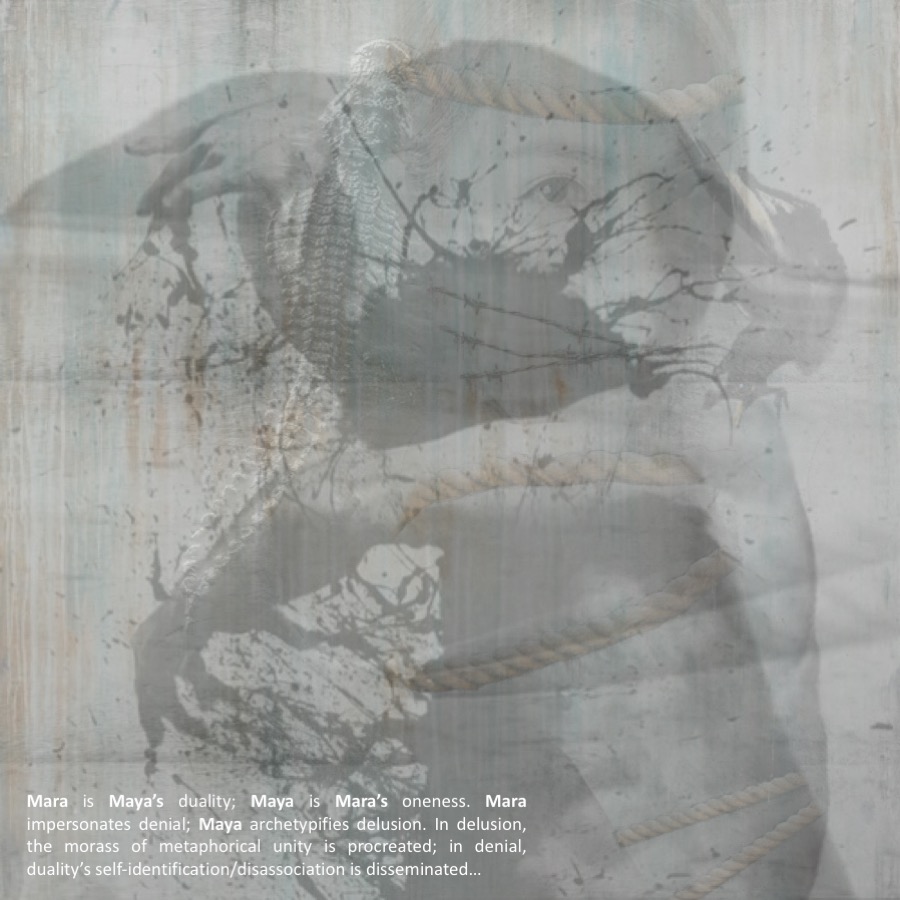 Mara is Maya’s duality; Maya is Mara’s oneness. Mara
impersonates denial; Maya archetypifies delusion. In delusion,
the morass of metaphorical unity is procreated; in denial,
duality’s self-identification/disassociation is disseminated...